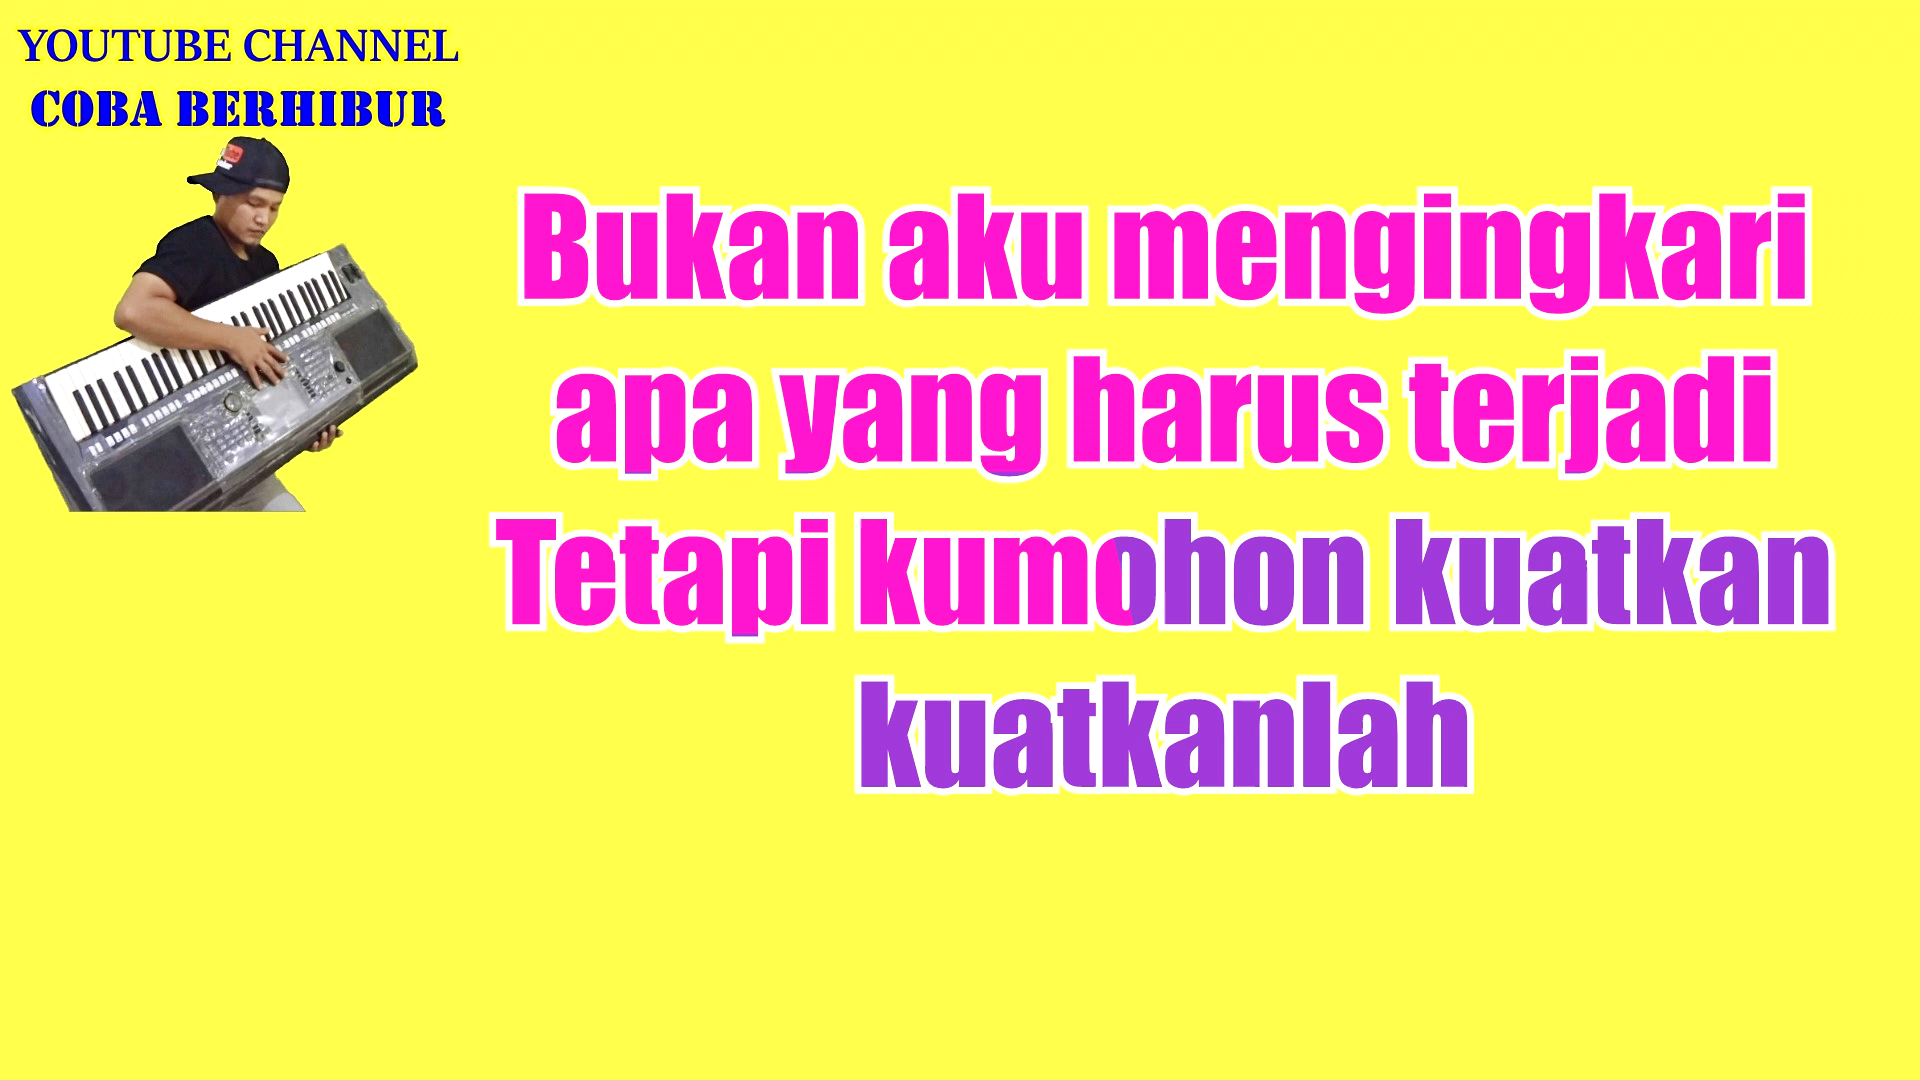 YOUTUBE CHANNEL
COBA BERHIBUR
Bukan aku mengingkari
apa yang harus terjadi
Tetapi kumohon kuatkan
kuatkanlah